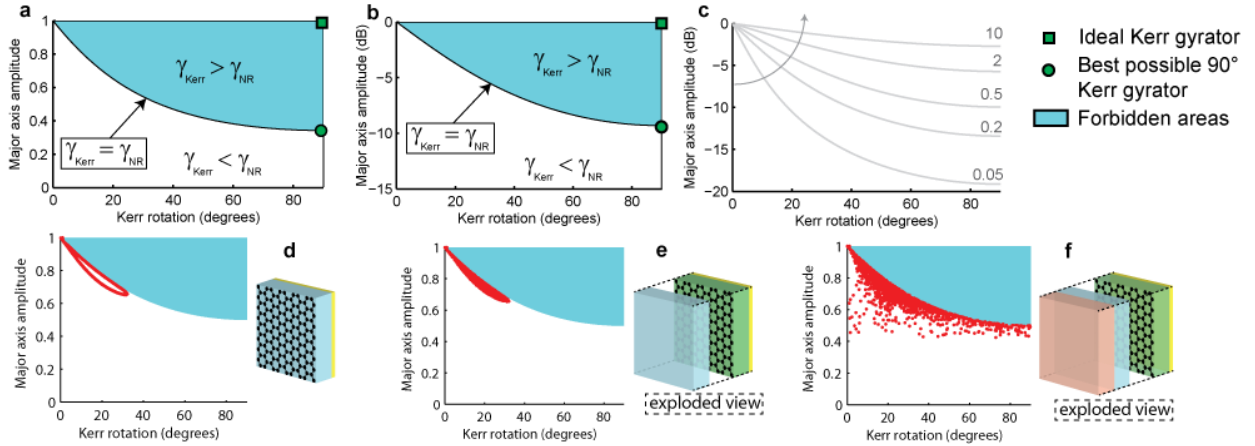 a
Major axis amplitude
1
0.8
0.6
0.4
0.2
0
γKerr > γNR
γKerr = γNR
γKerr < γNR
0 20 40 60 80
Kerr rotation (degrees)
b
Major axis amplitude (dB)
0
−5
−10
−15
γKerr > γNR
γKerr = γNR
γKerr < γNR
0 20 40 60 80
Kerr rotation (degrees)
c
Major axis amplitude (dB)
0
−5
−10
−15
−20
10
2
0.5
0.2
0.05
0 20 40 60 80
Kerr rotation (degrees)
Ideal Kerr gyrator
Best possible 90°
Kerr gyrator
Forbidden areas
d
Major axis amplitude
1
0.8
0.6
0.4
0.2
0
0 20 40 60 80
Kerr rotation (degrees)
e
Major axis amplitude
1
0.8
0.6
0.4
0.2
0
0 20 40 60 80
Kerr rotation (degrees)
exploded view
f
Major axis amplitude
1
0.8
0.6
0.4
0.2
0
0 20 40 60 80
Kerr rotation (degrees)
exploded view